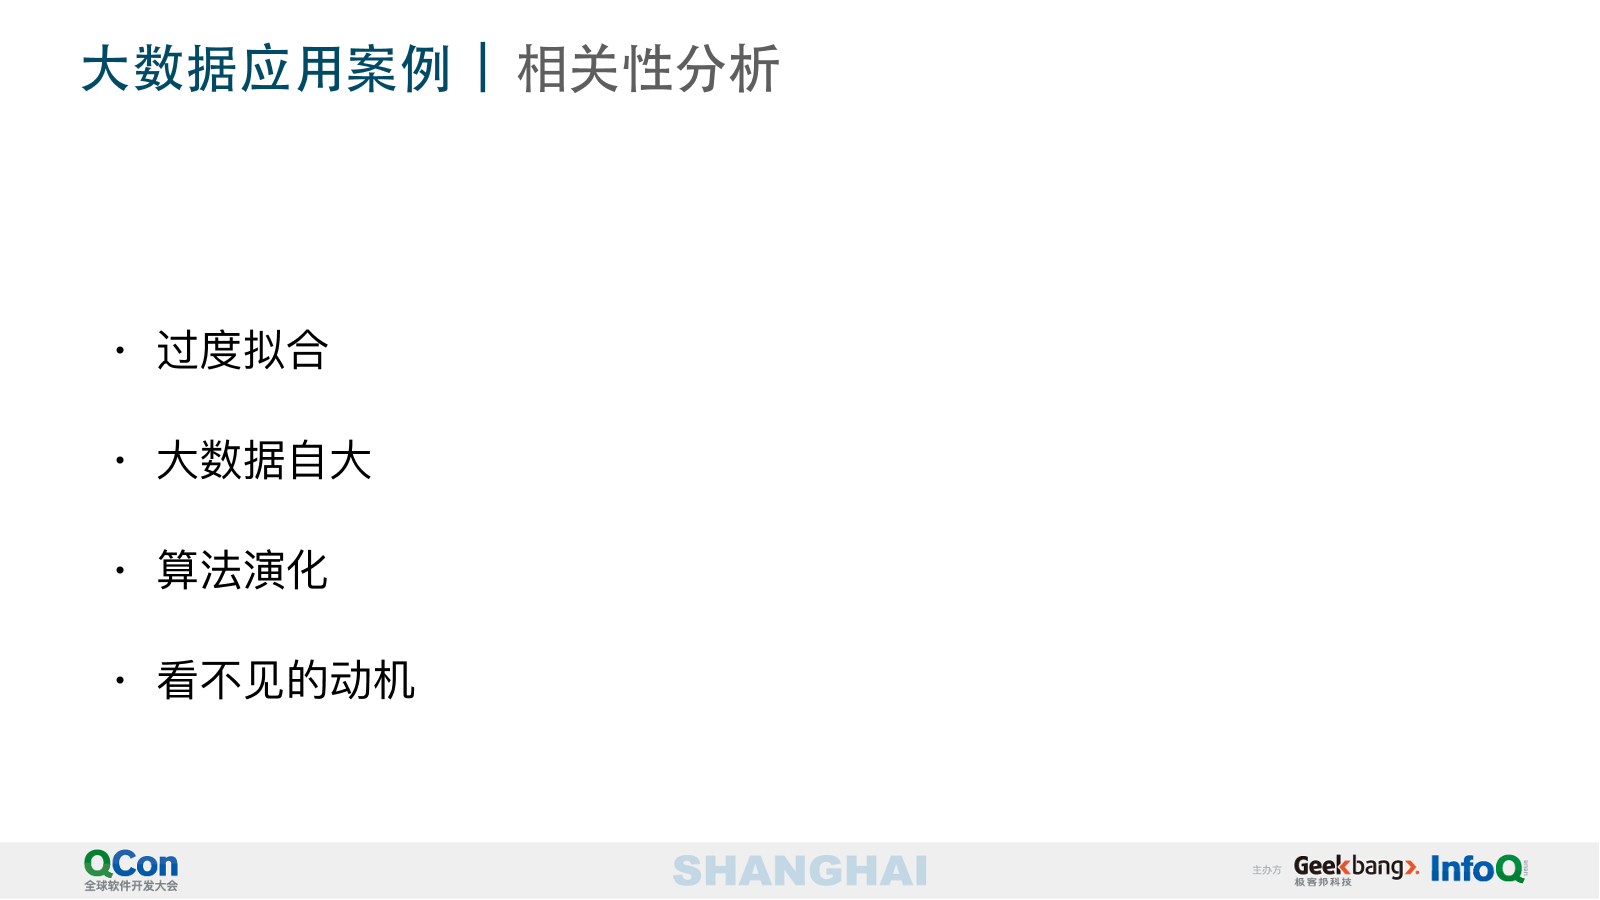 大数据应用案例 | 相关性分析
• 过度拟合
• 大数据自大
• 算法演化
• 看不见的动机
QCon
全球软件开发大会
SHANGHAI
主办方
Geekbang>.
极客邦科技
InfoQ